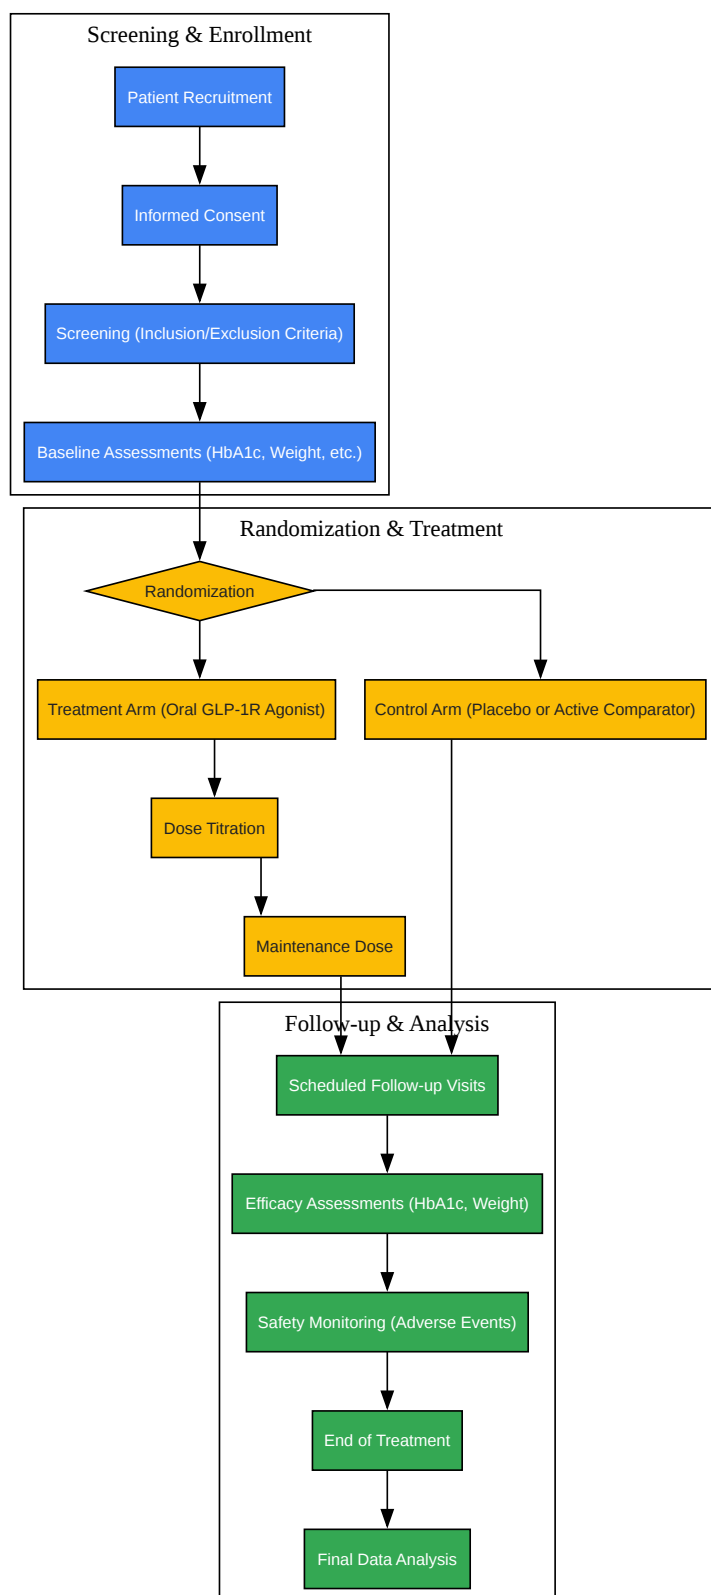 Screening & Enrollment
Patient Recruitment
Informed Consent
Screening (Inclusion/Exclusion Criteria)
Baseline Assessments (HbA1c, Weight, etc.)
Randomization & Treatment
Randomization
Treatment Arm (Oral GLP-1R Agonist)
Control Arm (Placebo or Active Comparator)
Dose Titration
Maintenance Dose
Follow-up & Analysis
Scheduled Follow-up Visits
Efficacy Assessments (HbA1c, Weight)
Safety Monitoring (Adverse Events)
End of Treatment
Final Data Analysis